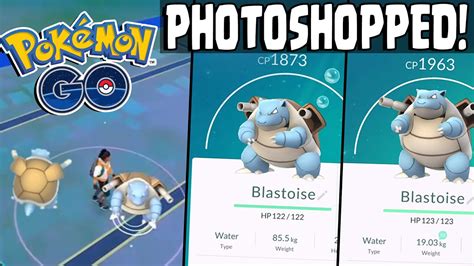 Pokémon
GO
PHOTOSHOPPED!
CP1873
Blastoise
HP 122 / 122
Water
Type
85.5 kg
Weight
CP1963
Blastoise
HP 123 / 123
Water
Type
19.03 kg
Weight